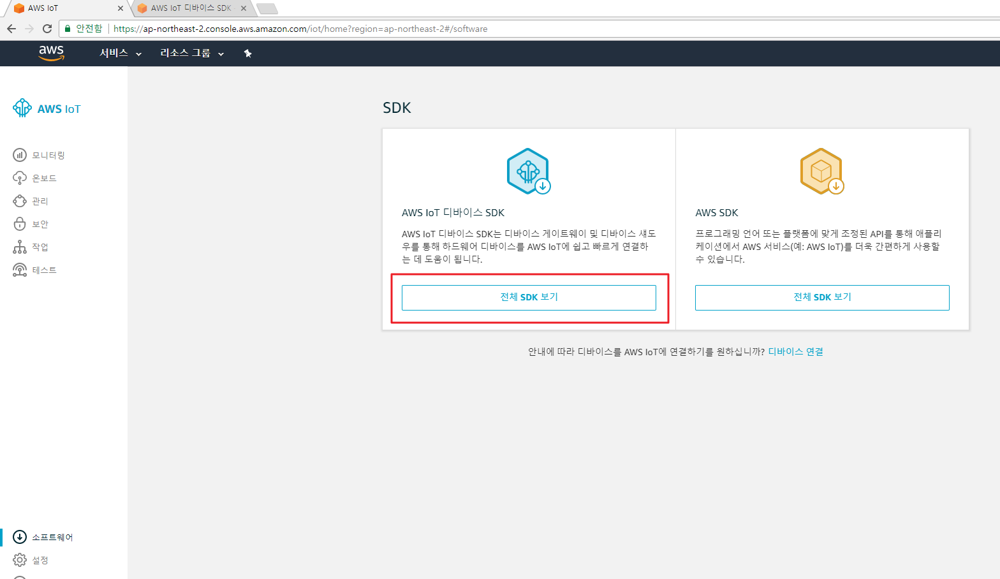 AWS IoT
AWS IoT 디바이스 SDK
안전함 https://ap-northeast-2.console.aws.amazon.com/iot/home?region=ap-northeast-2#/software
aws 서비스 리소스 그룹
AWS IoT
모니터링
온보드
관리
보안
작업
테스트
소프트웨어
설정
SDK
AWS IoT 디바이스 SDK
AWS IoT 디바이스 SDK는 디바이스 게이트웨이 및 디바이스 섀도
우를 통해 하드웨어 디바이스를 AWS IoT에 쉽고 빠르게 연결하
는 데 도움이 됩니다.
전체 SDK 보기
AWS SDK
프로그래밍 언어 또는 플랫폼에 맞게 조정된 API를 통해 애플리
케이션에서 AWS 서비스(예: AWS IoT)를 더욱 간편하게 사용할
수 있습니다.
전체 SDK 보기
안내에 따라 디바이스를 AWS IoT에 연결하기를 원하십니까? 디바이스 연결